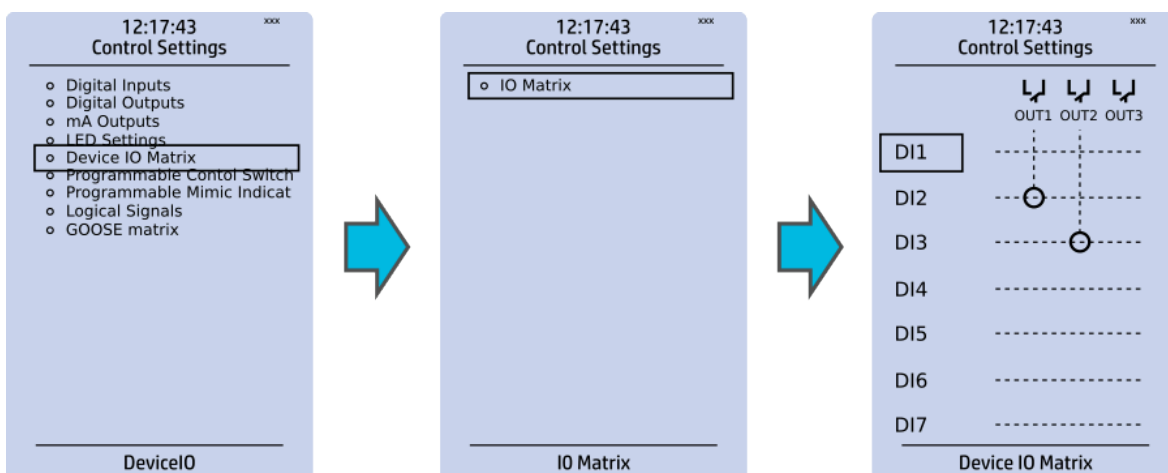 12:17:43 xxx
Control Settings
Digital Inputs
Digital Outputs
mA Outputs
LED Settings
Device IO Matrix
Programmable Contol Switch
Programmable Mimic Indicat
Logical Signals
GOOSE matrix
DeviceIO
12:17:43 xxx
Control Settings
IO Matrix
IO Matrix
12:17:43 xxx
Control Settings
OUT1 OUT2 OUT3
DI1
DI2
DI3
DI4
DI5
DI6
DI7
Device IO Matrix